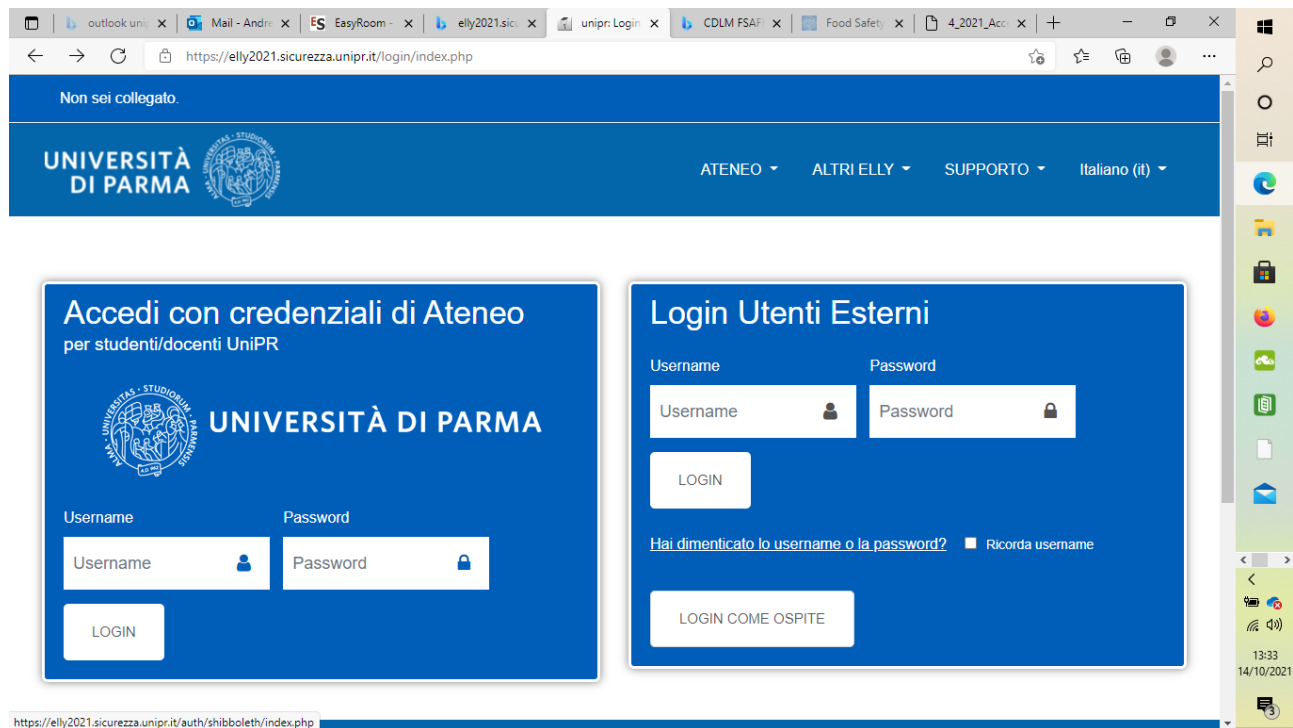 outlook uni
Mail - Andre
EasyRoom -
elly2021.sicu
unipr: Login
CDLM FSAFI
Food Safety
4_2021_Acc
https://elly2021.sicurezza.unipr.it/login/index.php
Non sei collegato.
UNIVERSITÀ
DI PARMA
ATENEO
ALTRI ELLY
SUPPORTO
Italiano (it)
Accedi con credenziali di Ateneo
per studenti/docenti UniPR
UNIVERSITÀ DI PARMA
Username
Password
Username
Password
LOGIN
Login Utenti Esterni
Username
Password
Username
Password
LOGIN
Hai dimenticato lo username o la password?
Ricorda username
LOGIN COME OSPITE
13:33
14/10/2021
3
https://elly2021.sicurezza.unipr.it/auth/shibboleth/index.php